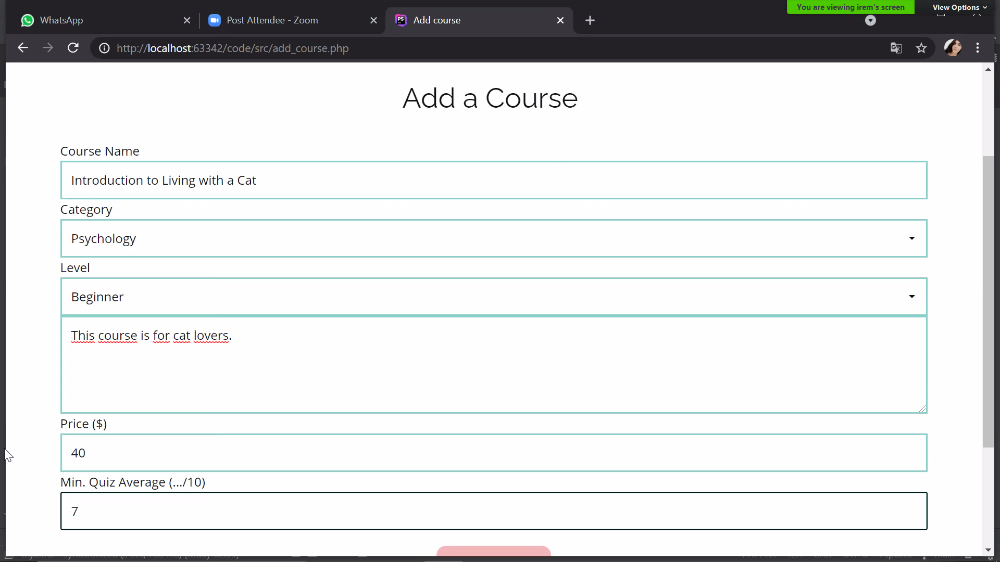 You are viewing irem's screen
View Options
WhatsApp
Post Attendee - Zoom
Add course
http://localhost:63342/code/src/add_course.php
Add a Course
Course Name
Introduction to Living with a Cat
Category
Psychology
Level
Beginner
This course is for cat lovers.
Price ($)
40
Min. Quiz Average (.../10)
7